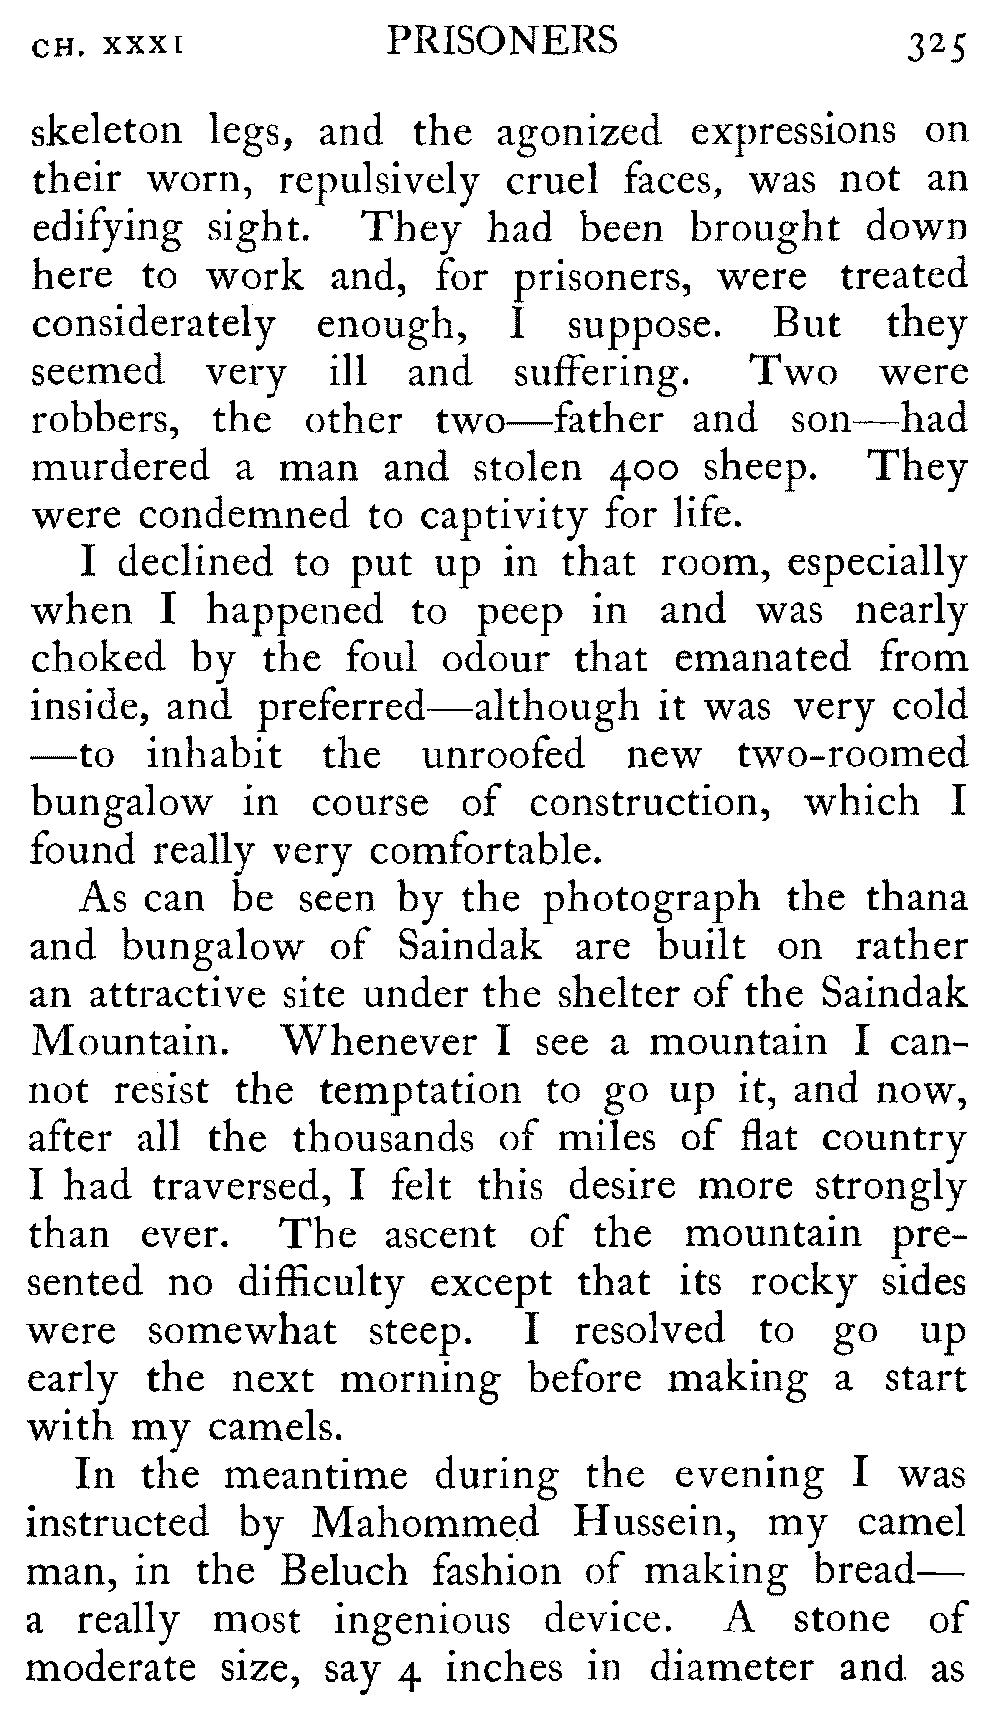 CH. XXXI PRISONERS 325
skeleton legs, and the agonized expressions on
their worn, repulsively cruel faces, was not an
edifying sight. They had been brought down
here to work and, for prisoners, were treated
considerately enough, I suppose. But they
seemed very ill and suffering. Two were
robbers, the other two—father and son—had
murdered a man and stolen 400 sheep. They
were condemned to captivity for life.
I declined to put up in that room, especially
when I happened to peep in and was nearly
choked by the foul odour that emanated from
inside, and preferred—although it was very cold
—to inhabit the unroofed new two-roomed
bungalow in course of construction, which I
found really very comfortable.
As can be seen by the photograph the thana
and bungalow of Saindak are built on rather
an attractive site under the shelter of the Saindak
Mountain. Whenever I see a mountain I can-
not resist the temptation to go up it, and now,
after all the thousands of miles of flat country
I had traversed, I felt this desire more strongly
than ever. The ascent of the mountain pre-
sented no difficulty except that its rocky sides
were somewhat steep. I resolved to go up
early the next morning before making a start
with my camels.
In the meantime during the evening I was
instructed by Mahommed Hussein, my camel
man, in the Beluch fashion of making bread—
a really most ingenious device. A stone of
moderate size, say 4 inches in diameter and as